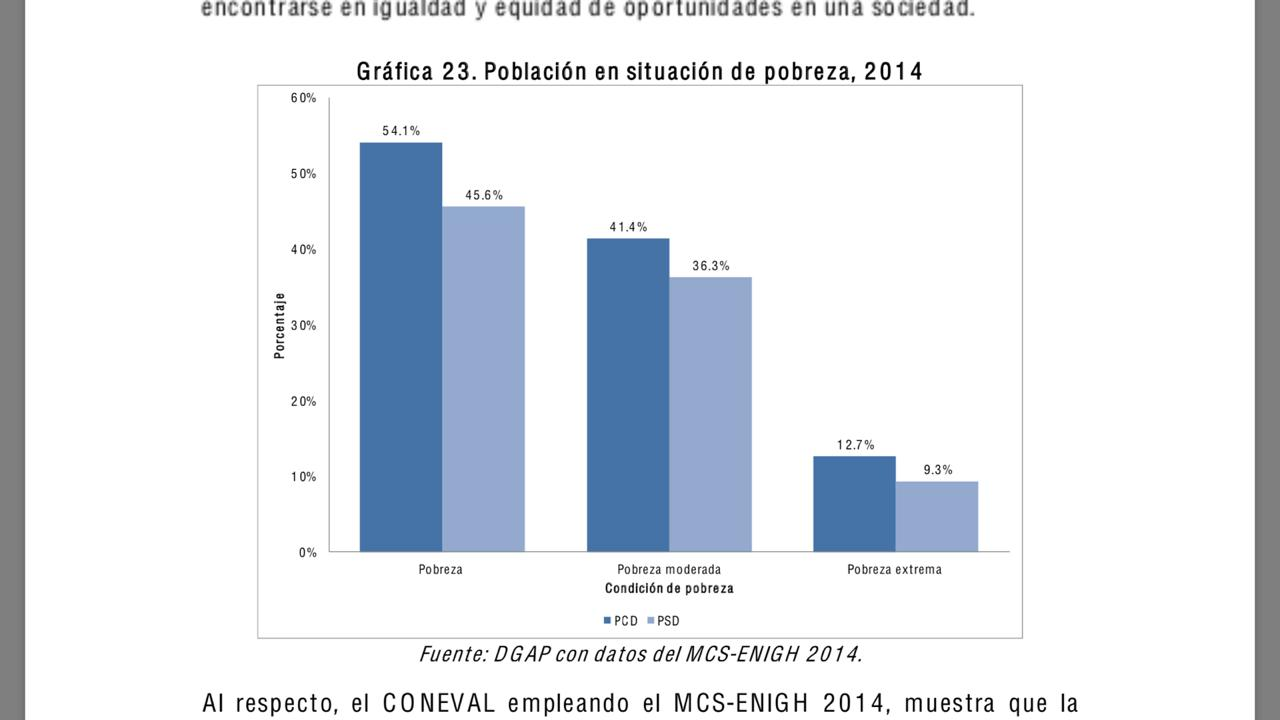 encontrarse en igualdad y equidad de oportunidades en una sociedad.
Gráfica 23. Población en situación de pobreza, 2014
60%
50%
40%
30%
20%
10%
0%
Porcentaje
54.1%
45.6%
41.4%
36.3%
12.7%
9.3%
Pobreza
Pobreza moderada
Pobreza extrema
Condición de pobreza
PCD
PSD
Fuente: DGAP con datos del MCS-ENIGH 2014.
Al respecto, el CONEVAL empleando el MCS-ENIGH 2014, muestra que la